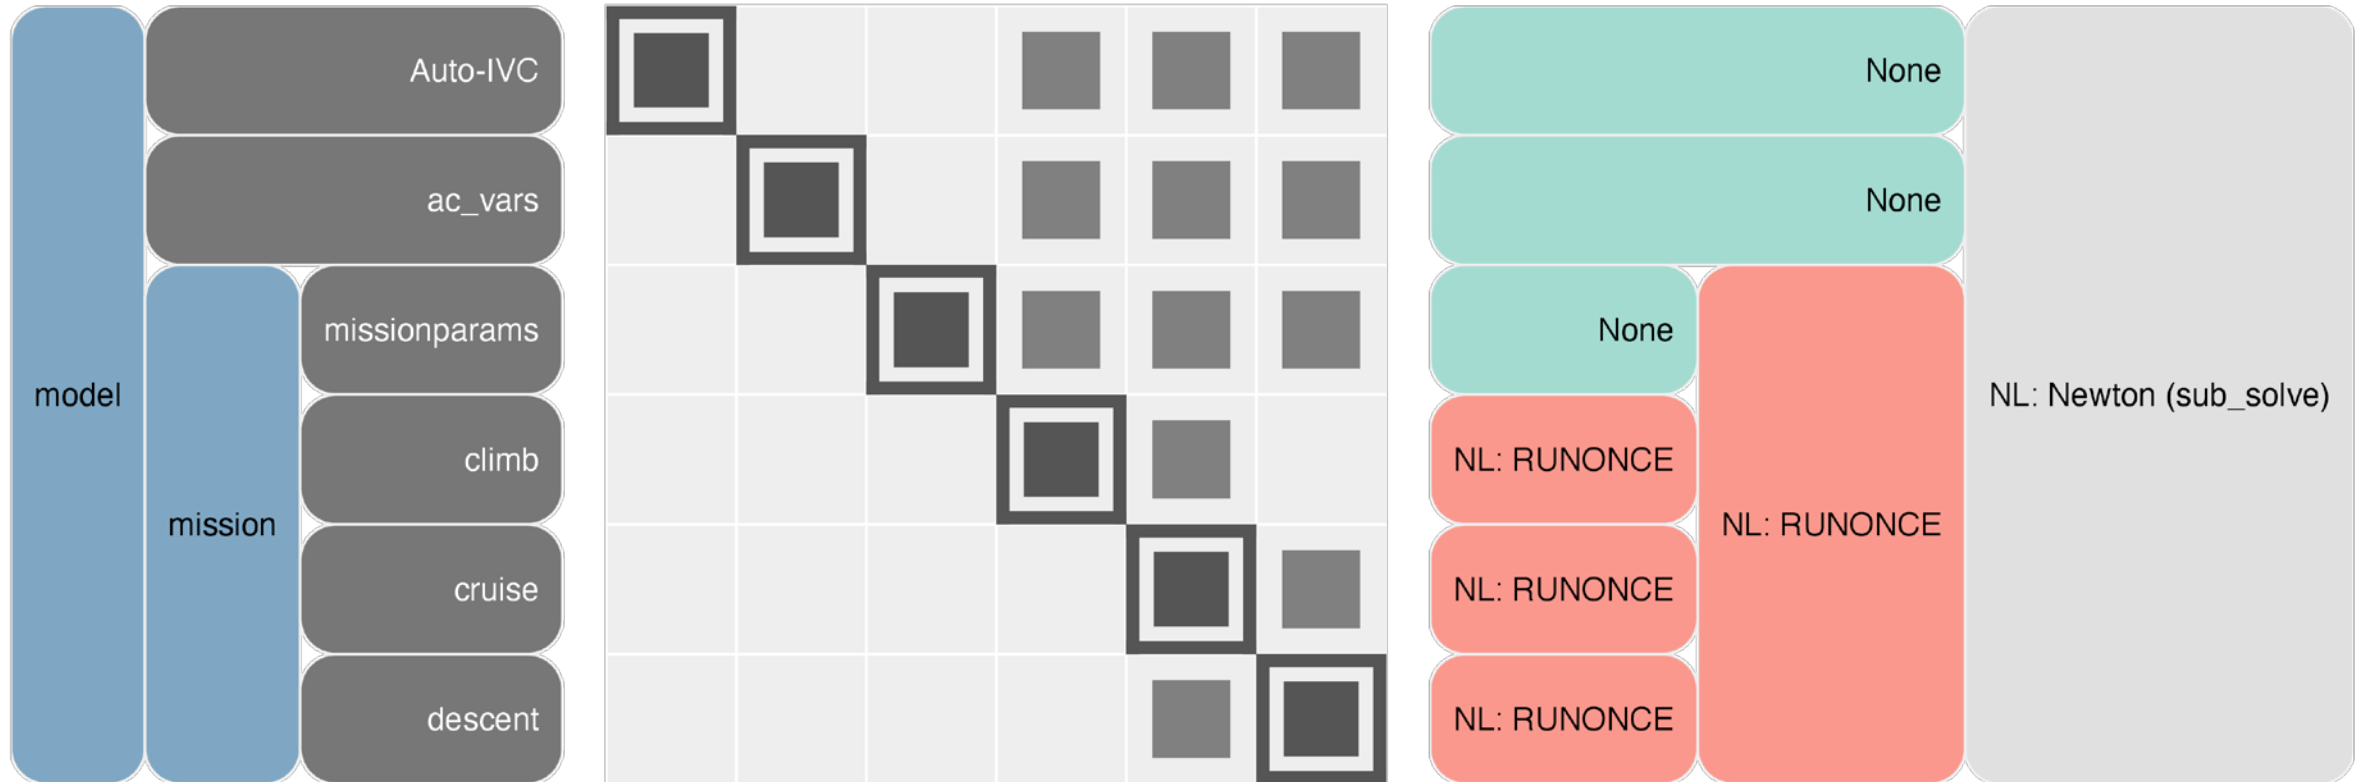 model
mission
Auto-IVC
ac_vars
missionparams
climb
cruise
descent
None
None
None
NL: RUNONCE
NL: RUNONCE
NL: RUNONCE
NL: RUNONCE
NL: Newton (sub_solve)